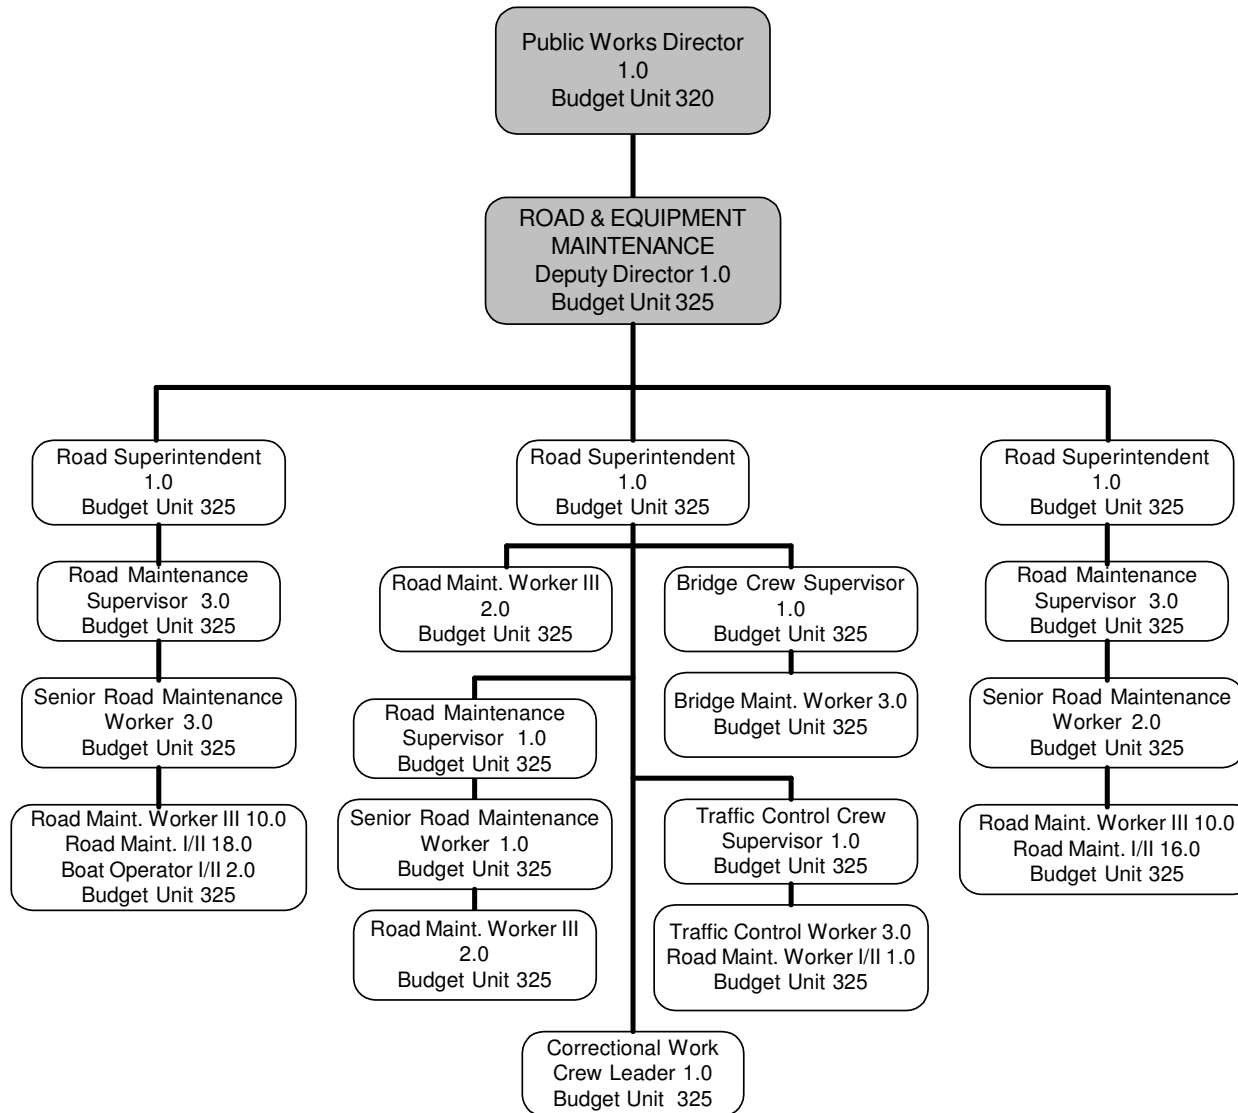 Public Works Director
1.0
Budget Unit 320
ROAD & EQUIPMENT
MAINTENANCE
Deputy Director 1.0
Budget Unit 325
Road Superintendent
1.0
Budget Unit 325
Road Maintenance
Supervisor 3.0
Budget Unit 325
Senior Road Maintenance
Worker 3.0
Budget Unit 325
Road Maint. Worker III 10.0
Road Maint. I/II 18.0
Boat Operator I/II 2.0
Budget Unit 325
Road Superintendent
1.0
Budget Unit 325
Road Maint. Worker III
2.0
Budget Unit 325
Bridge Crew Supervisor
1.0
Budget Unit 325
Bridge Maint. Worker 3.0
Budget Unit 325
Road Maintenance
Supervisor 1.0
Budget Unit 325
Senior Road Maintenance
Worker 1.0
Budget Unit 325
Road Maint. Worker III
2.0
Budget Unit 325
Traffic Control Crew
Supervisor 1.0
Budget Unit 325
Traffic Control Worker 3.0
Road Maint. Worker I/II 1.0
Budget Unit 325
Correctional Work
Crew Leader 1.0
Budget Unit 325
Road Superintendent
1.0
Budget Unit 325
Road Maintenance
Supervisor 3.0
Budget Unit 325
Senior Road Maintenance
Worker 2.0
Budget Unit 325
Road Maint. Worker III 10.0
Road Maint. I/II 16.0
Budget Unit 325